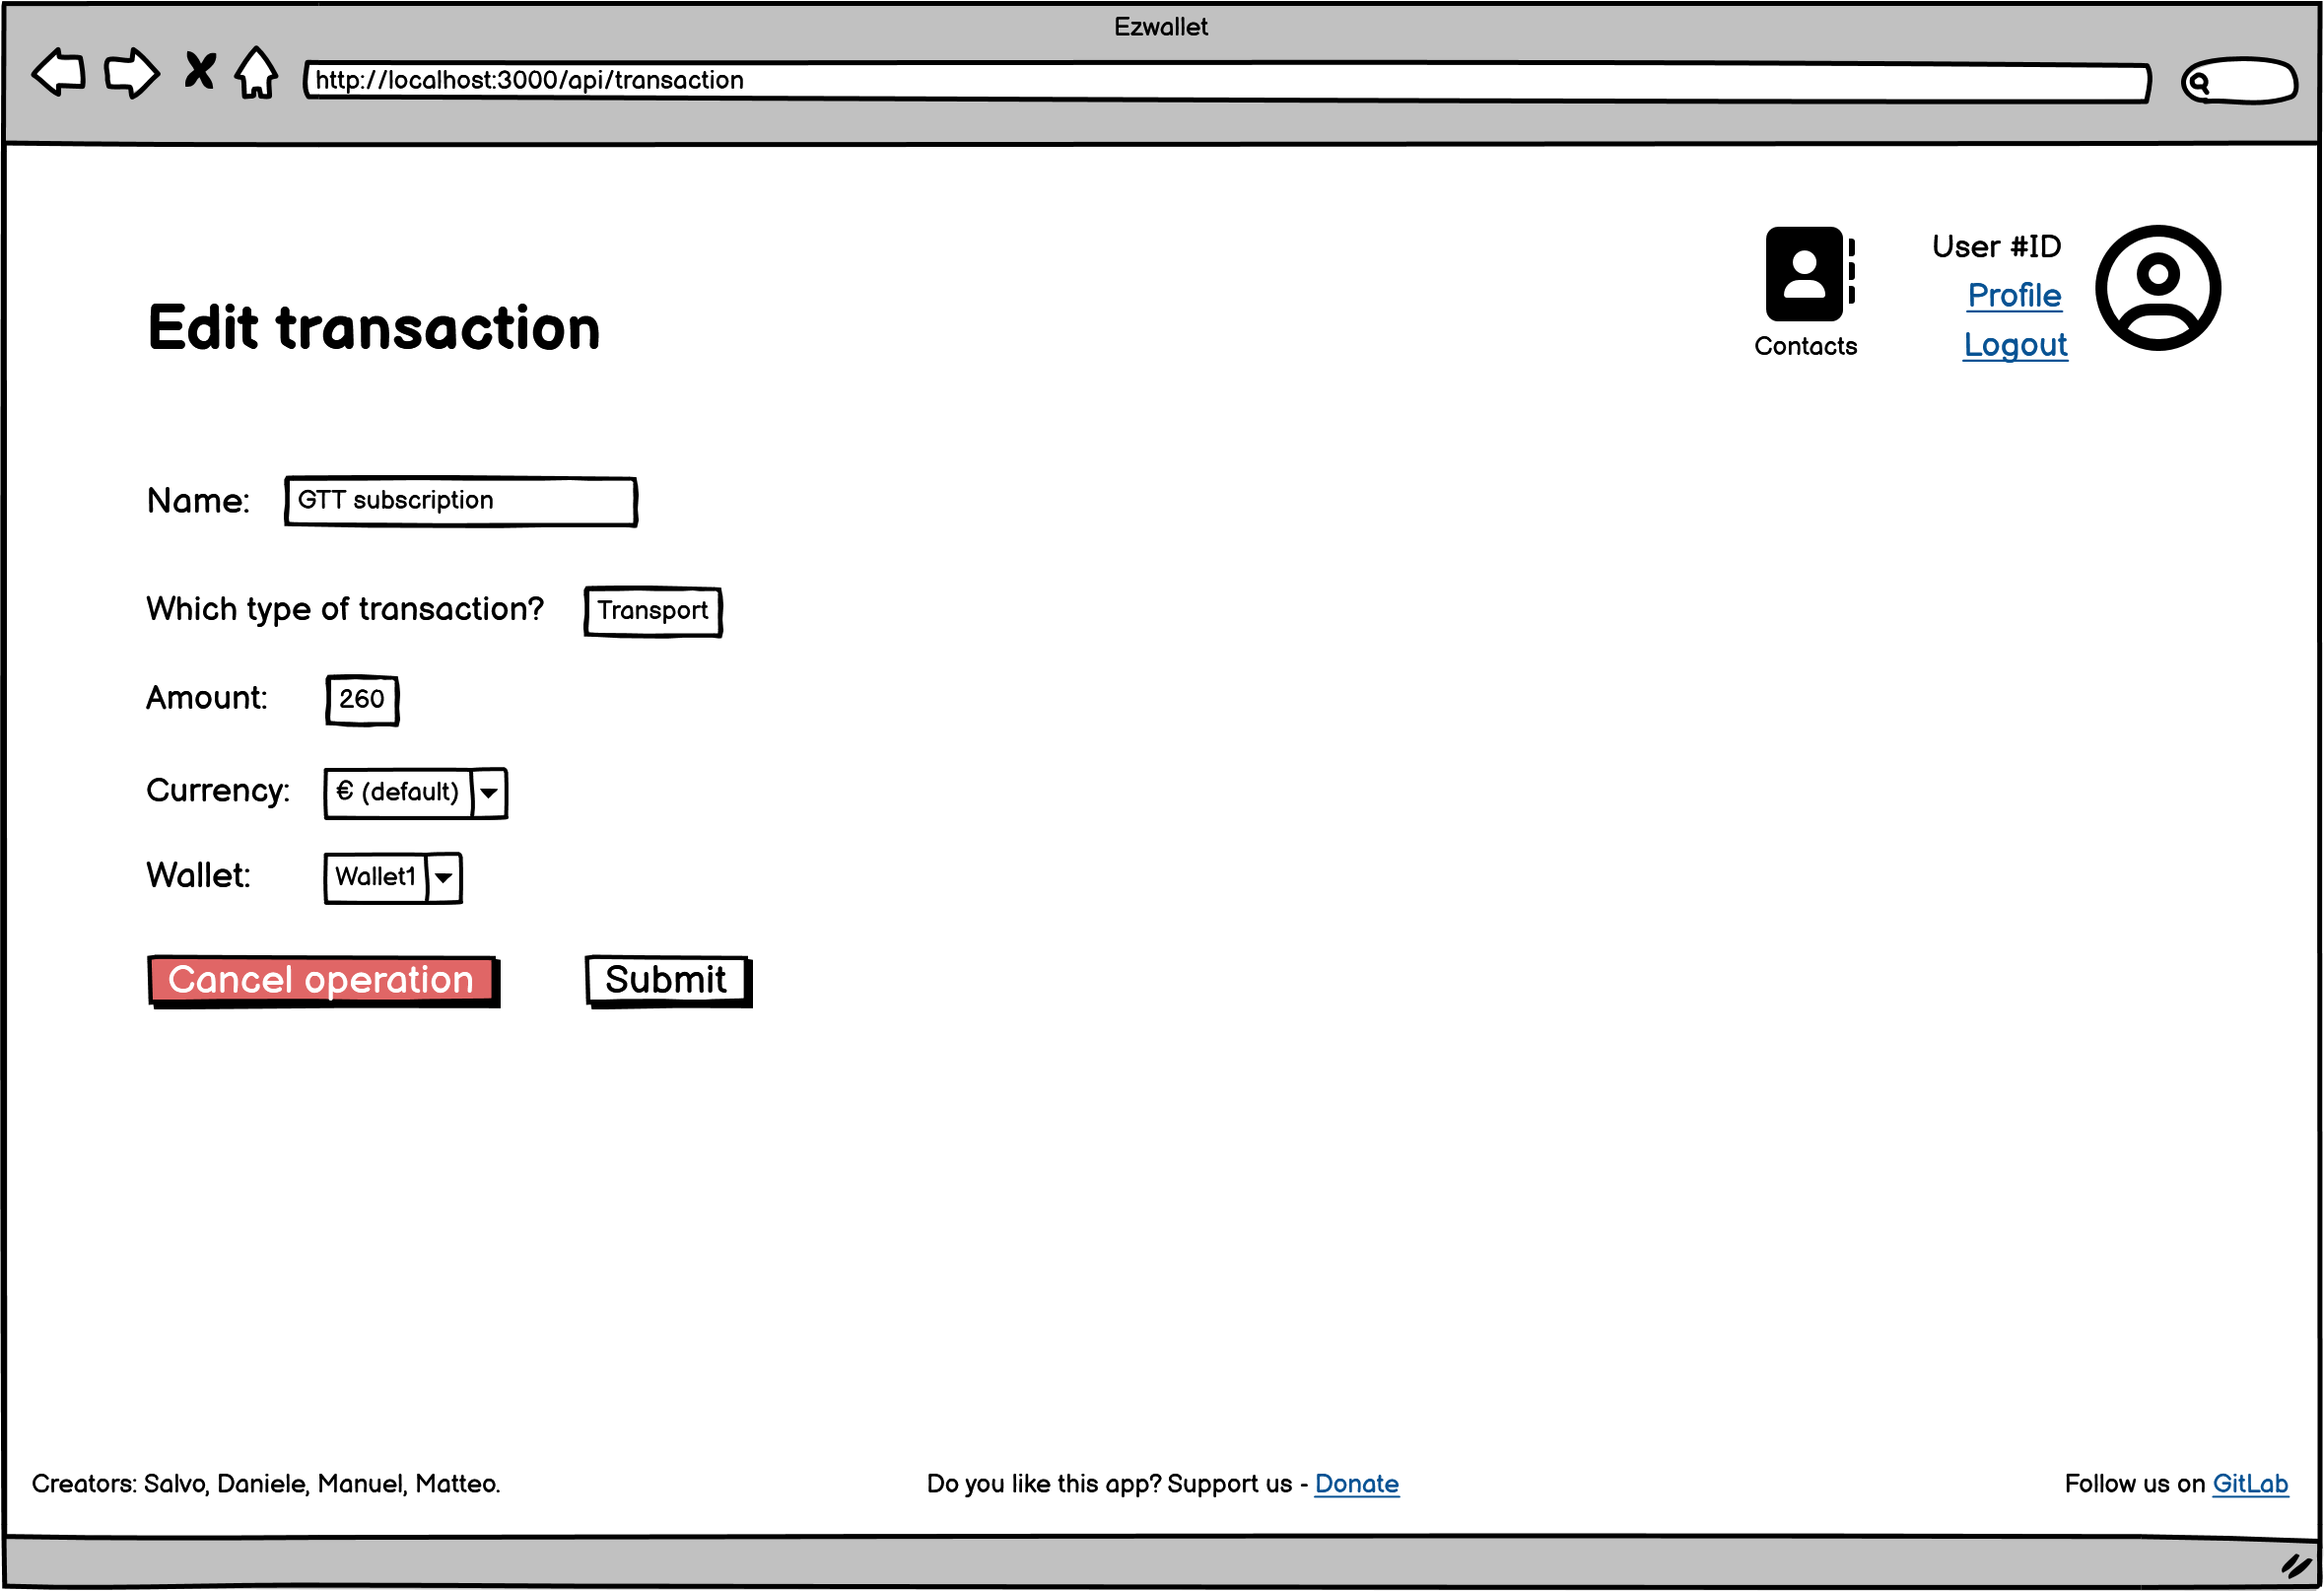 Ezwallet
http://localhost:3000/api/transaction
User #ID
Profile
Logout
Contacts
Edit transaction
Name: GTT subscription
Which type of transaction? Transport
Amount: 260
Currency: € (default)
Wallet: Wallet1
Cancel operation Submit
Creators: Salvo, Daniele, Manuel, Matteo. Do you like this app? Support us - Donate Follow us on GitLab